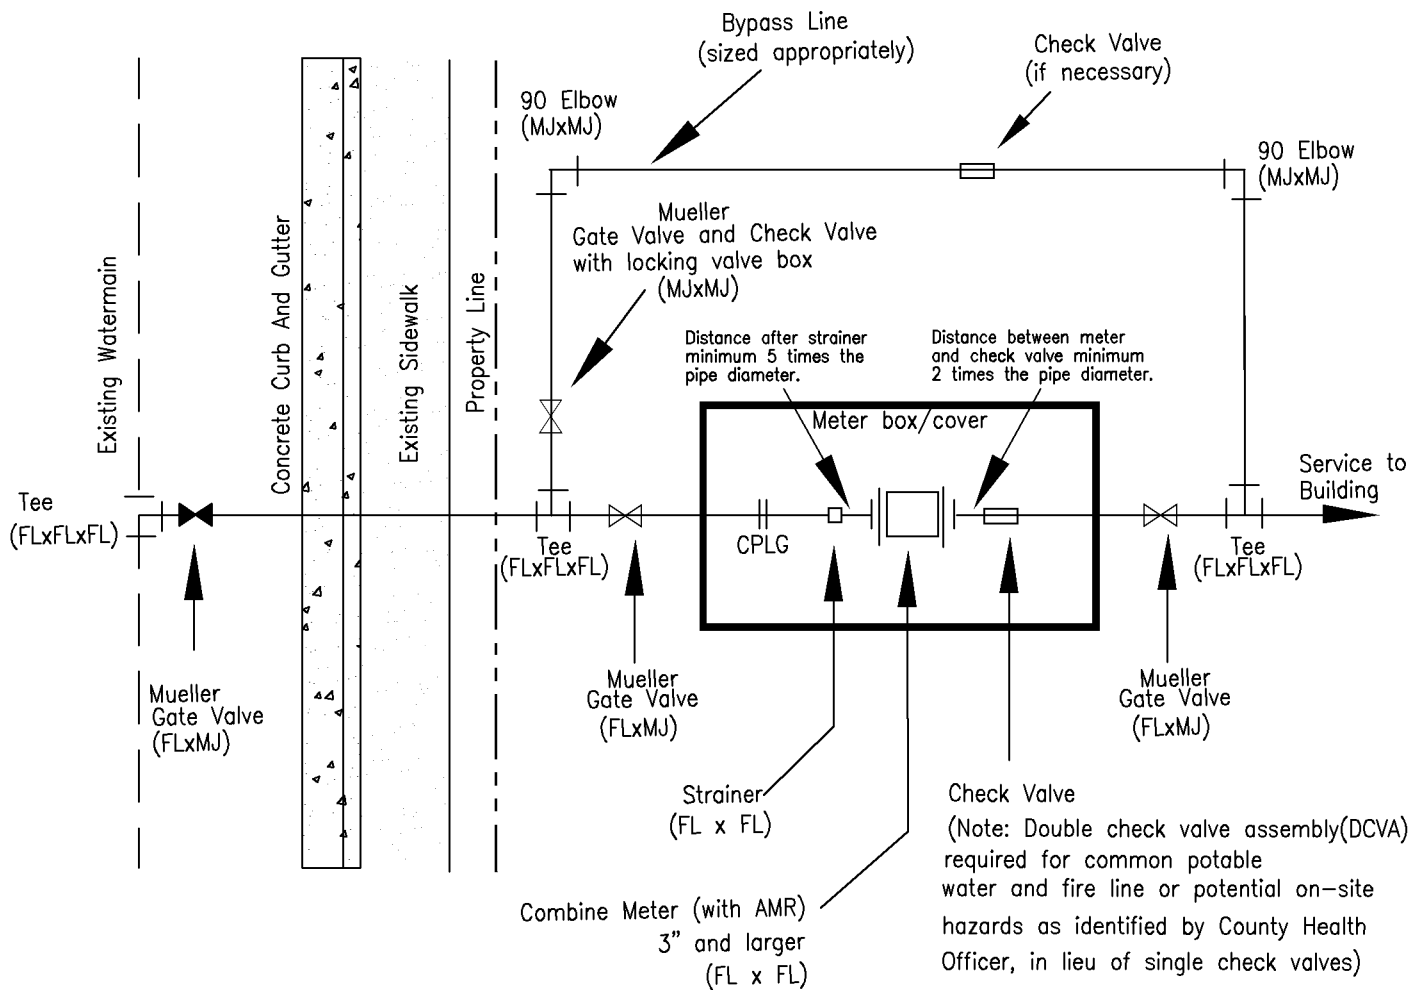 Bypass Line
(sized appropriately)
Check Valve
(if necessary)
90 Elbow
(MJxMJ)
90 Elbow
(MJxMJ)
Mueller
Gate Valve and Check Valve
with locking valve box
(MJxMJ)
Existing Watermain
Concrete Curb And Gutter
Existing Sidewalk
Property Line
Distance after strainer
minimum 5 times the
pipe diameter.
Distance between meter
and check valve minimum
2 times the pipe diameter.
Meter box/cover
Service to
Building
Tee
(FLxFLxFL)
CPLG
Tee
(FLxFLxFL)
Tee
(FLxFLxFL)
Mueller
Gate Valve
(FLxMJ)
Mueller
Gate Valve
(FLxMJ)
Mueller
Gate Valve
(FLxMJ)
Strainer
(FL x FL)
Combine Meter (with AMR)
3" and larger
(FL x FL)
Check Valve
(Note: Double check valve assembly(DCVA)
required for common potable
water and fire line or potential on-site
hazards as identified by County Health
Officer, in lieu of single check valves)